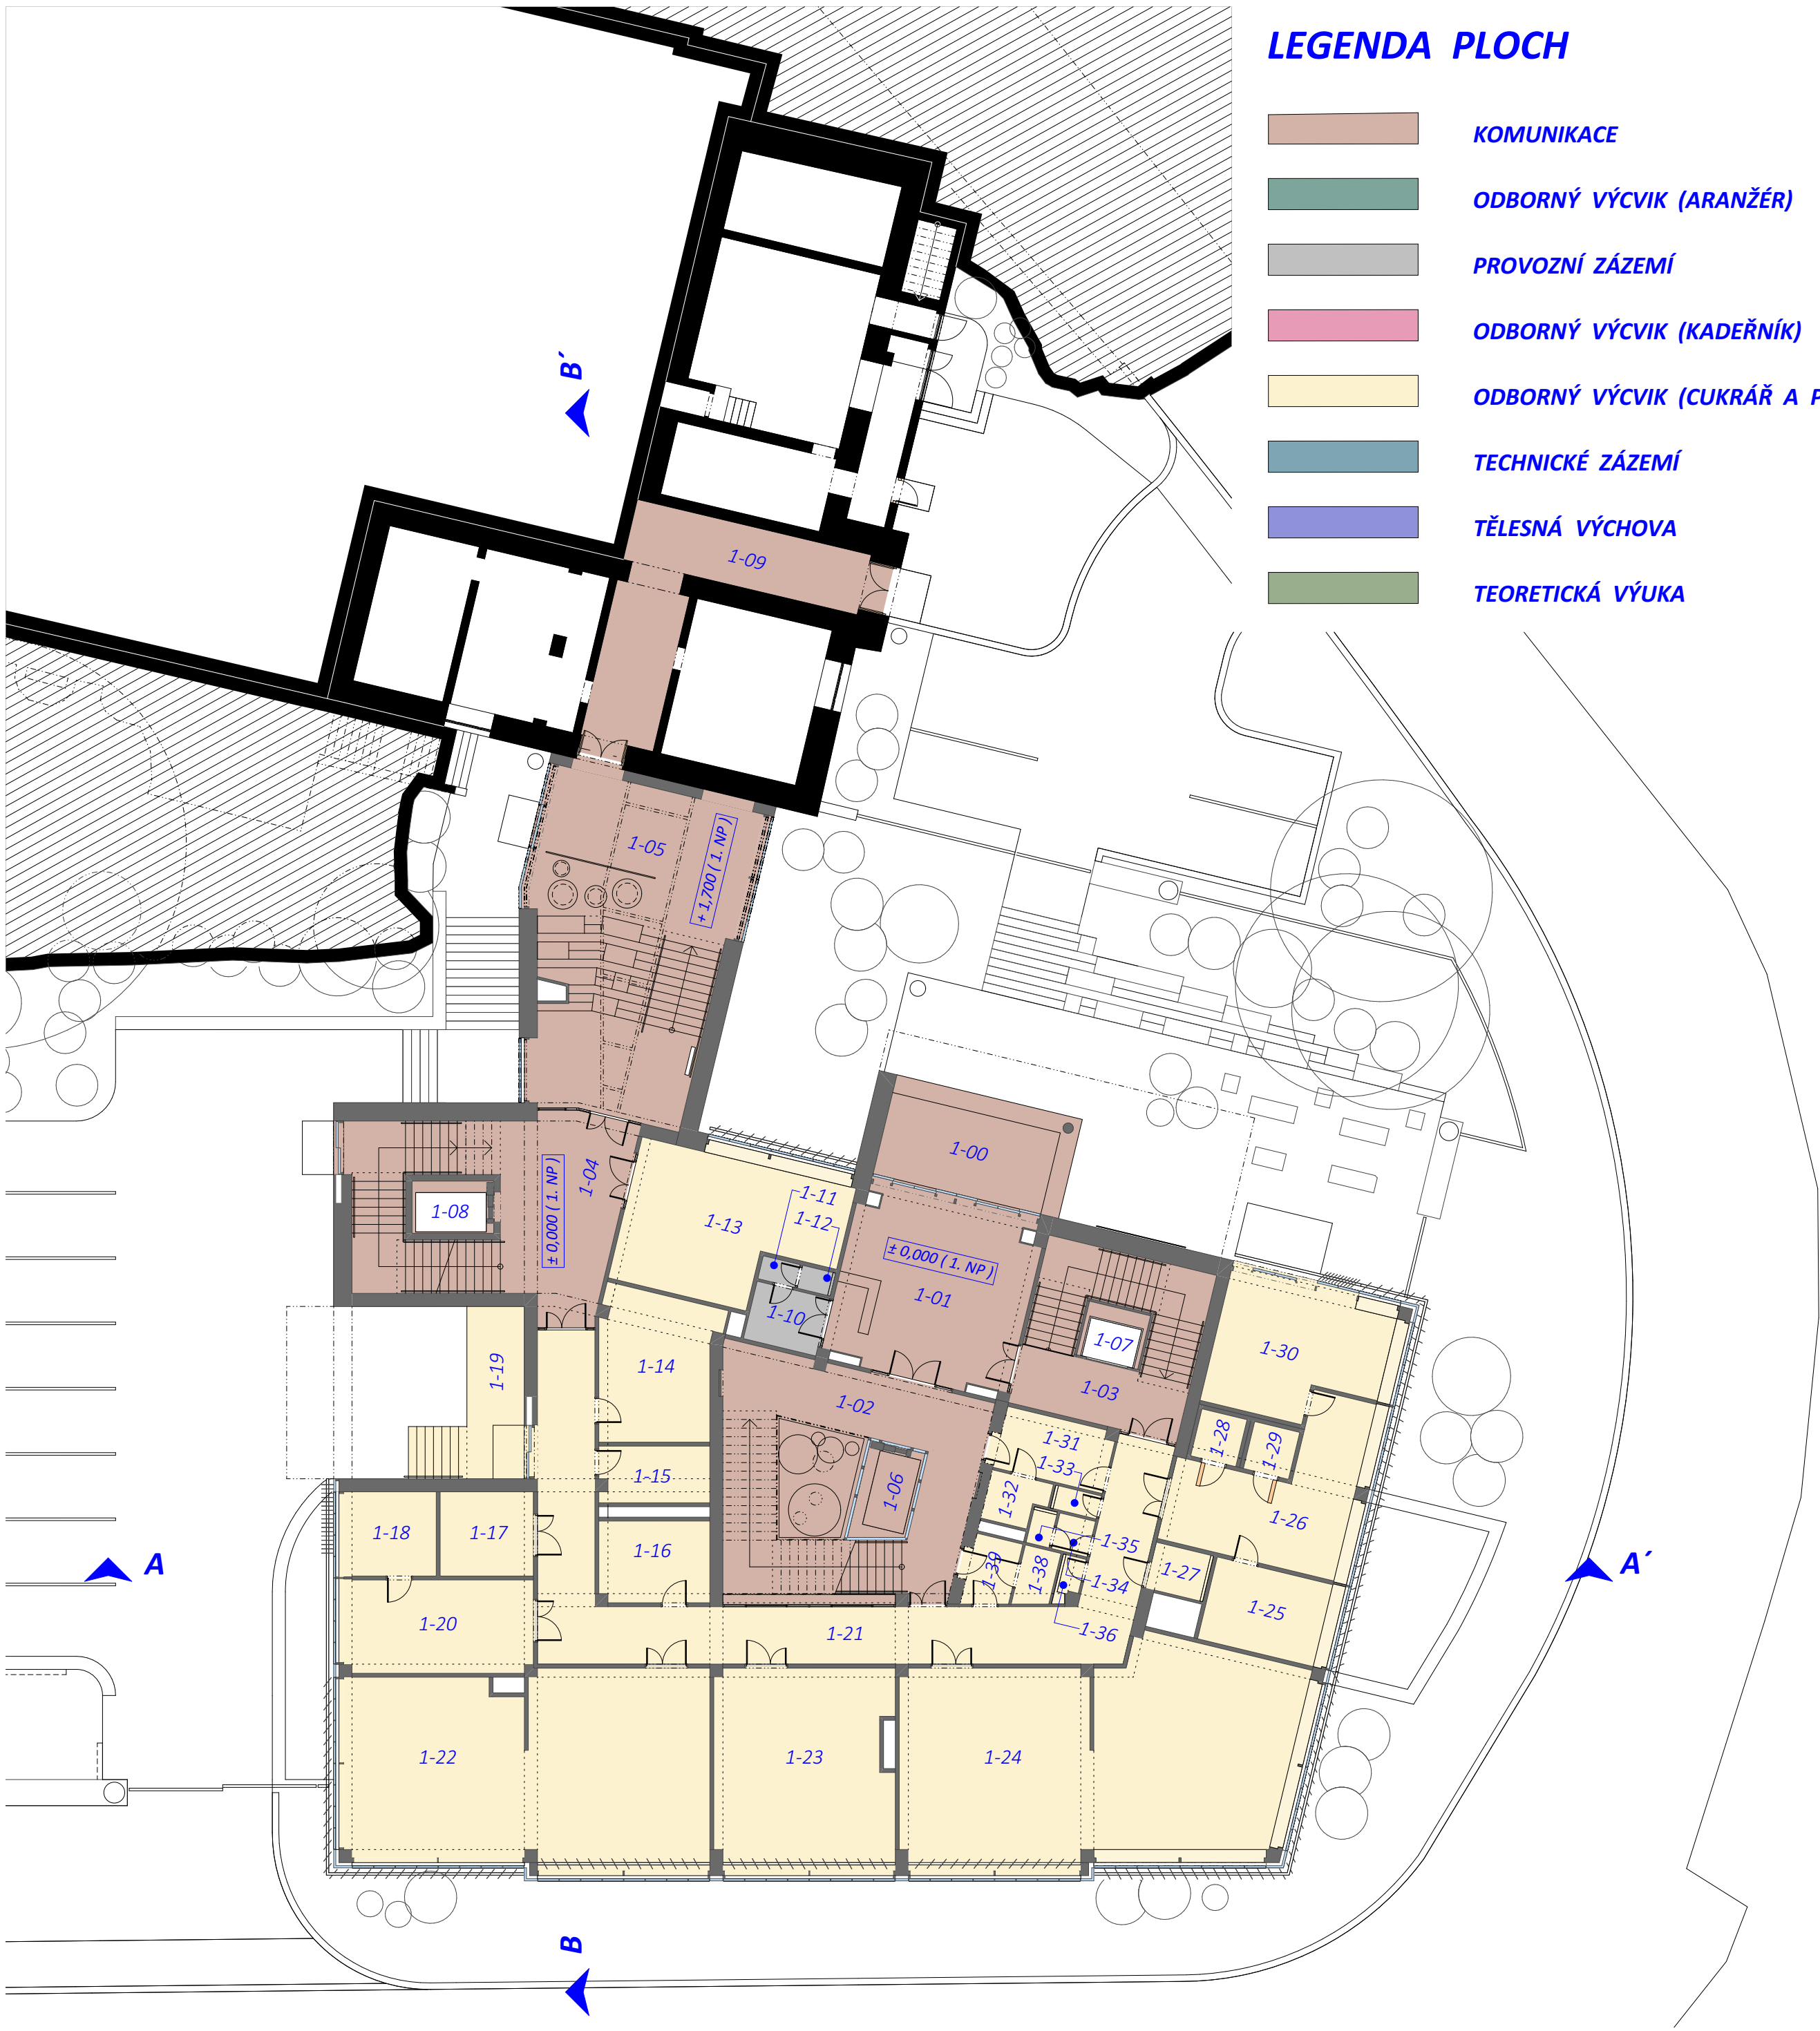 LEGENDA PLOCH
KOMUNIKACE
ODBORNÝ VÝCVIK (ARANŽÉR)
PROVOZNÍ ZÁZEMÍ
ODBORNÝ VÝCVIK (KADEŘNÍK)
ODBORNÝ VÝCVIK (CUKRÁŘ A
TECHNICKÉ ZÁZEMÍ
TĚLESNÁ VÝCHOVA
TEORETICKÁ VÝUKA
B´
1-09
1-05
+ 1,700 ( 1. NP )
1-00
1-04
± 0,000 ( 1. NP )
1-08
1-11
1-12
1-13
± 0,000 ( 1. NP )
1-01
1-10
1-07
1-30
1-19
1-14
1-03
1-02
1-31
1-28
1-29
1-33
1-15
1-06
1-32
1-18
1-17
1-16
1-26
1-35
1-39
1-38
1-27
1-34
A
A´
1-20
1-21
1-36
1-25
1-22
1-23
1-24
B